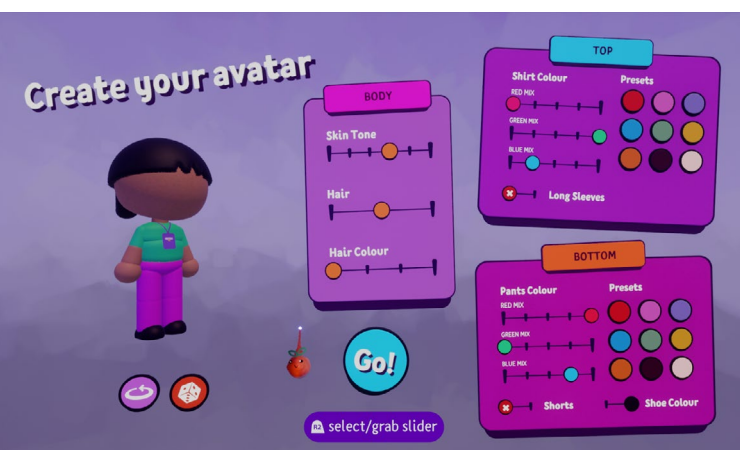 Create your avatar
BODY
Skin Tone
Hair
Hair Colour
TOP
Shirt Colour
Presets
RED MIX
GREEN MIX
BLUE MIX
Long Sleeves
BOTTOM
Pants Colour
Presets
RED MIX
GREEN MIX
BLUE MIX
Shorts
Shoe Colour
Go!
R2 select/grab slider